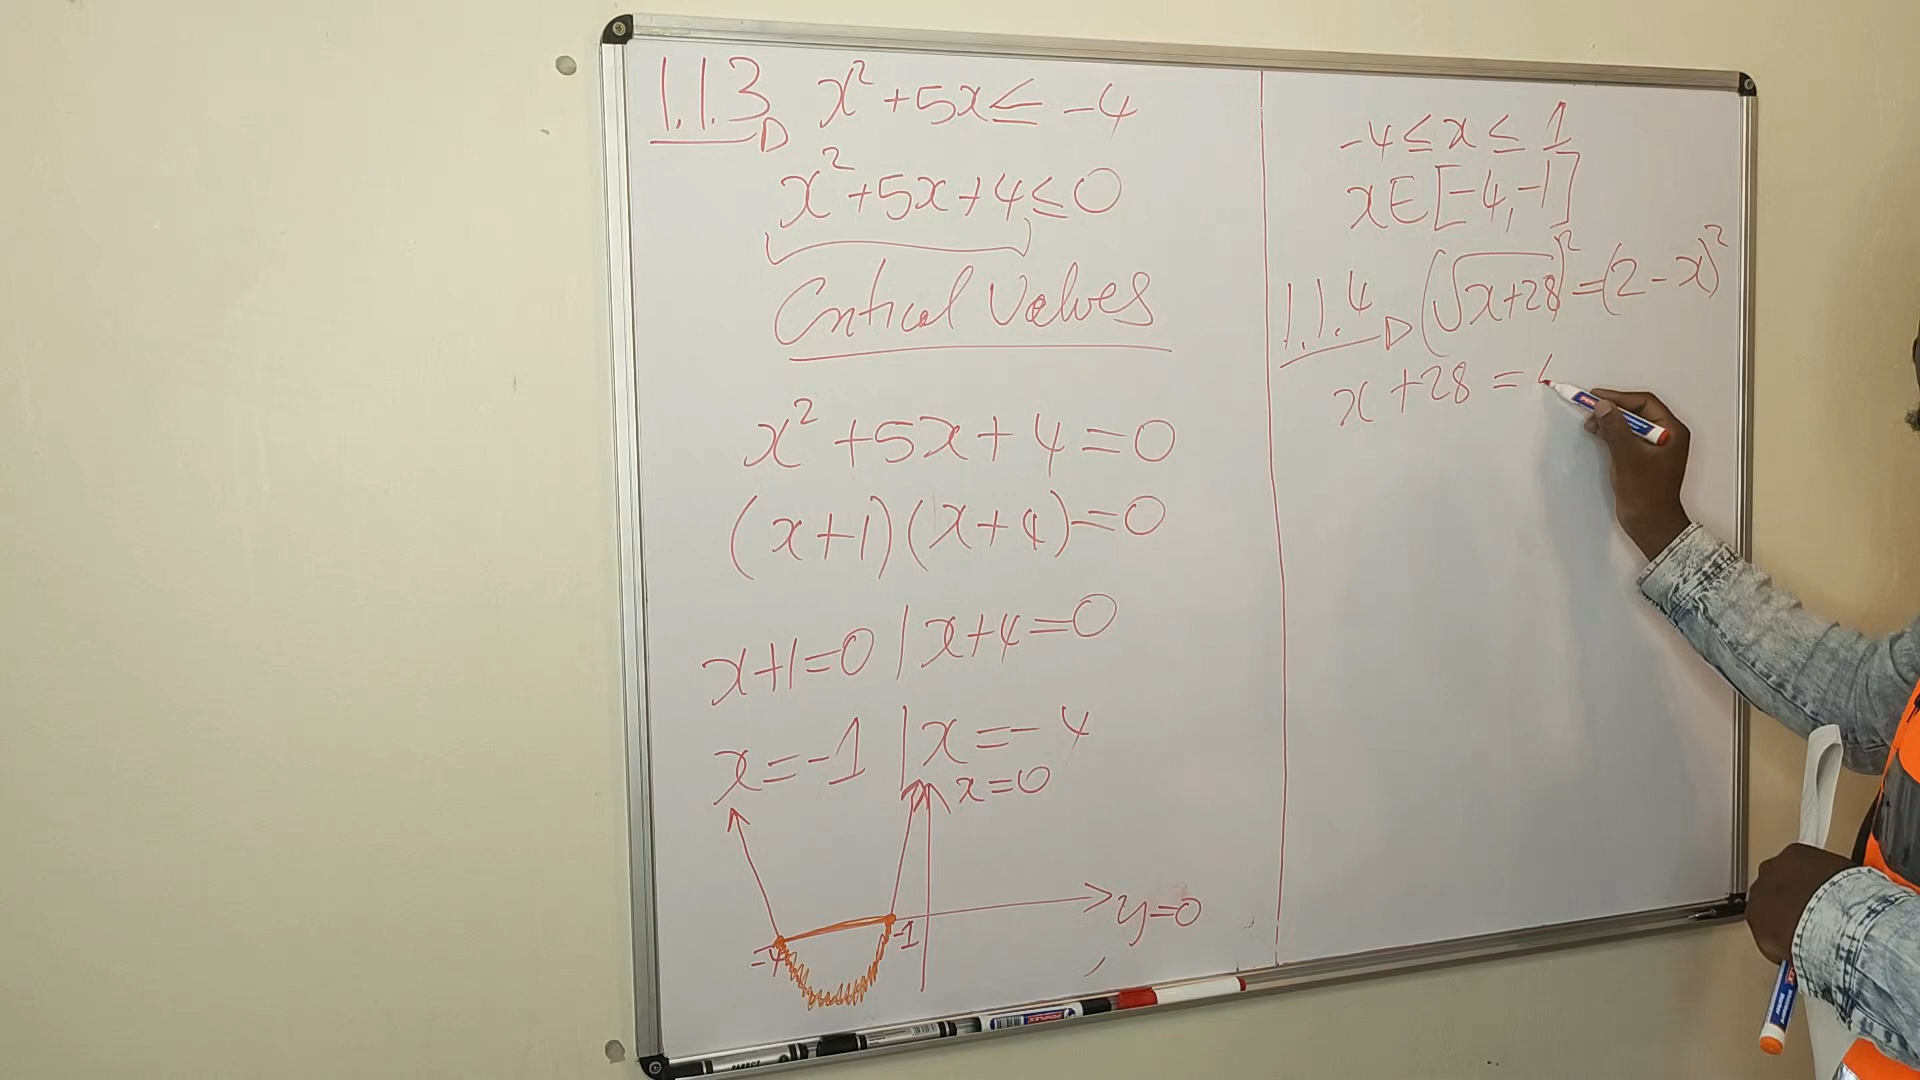 1.1.3 x² + 5x ≤ -4
x² + 5x + 4 ≤ 0
Critical Values
x² + 5x + 4 = 0
(x+1)(x+4) = 0
x+1=0 | x+4=0
x=-1 | x=-4
x=0
y=0
-4
-1
-4 ≤ x ≤ 1
x E [-4, -1]
1.1.4 (√x+28)² = (2-x)²
x + 28 =
PENFLEX